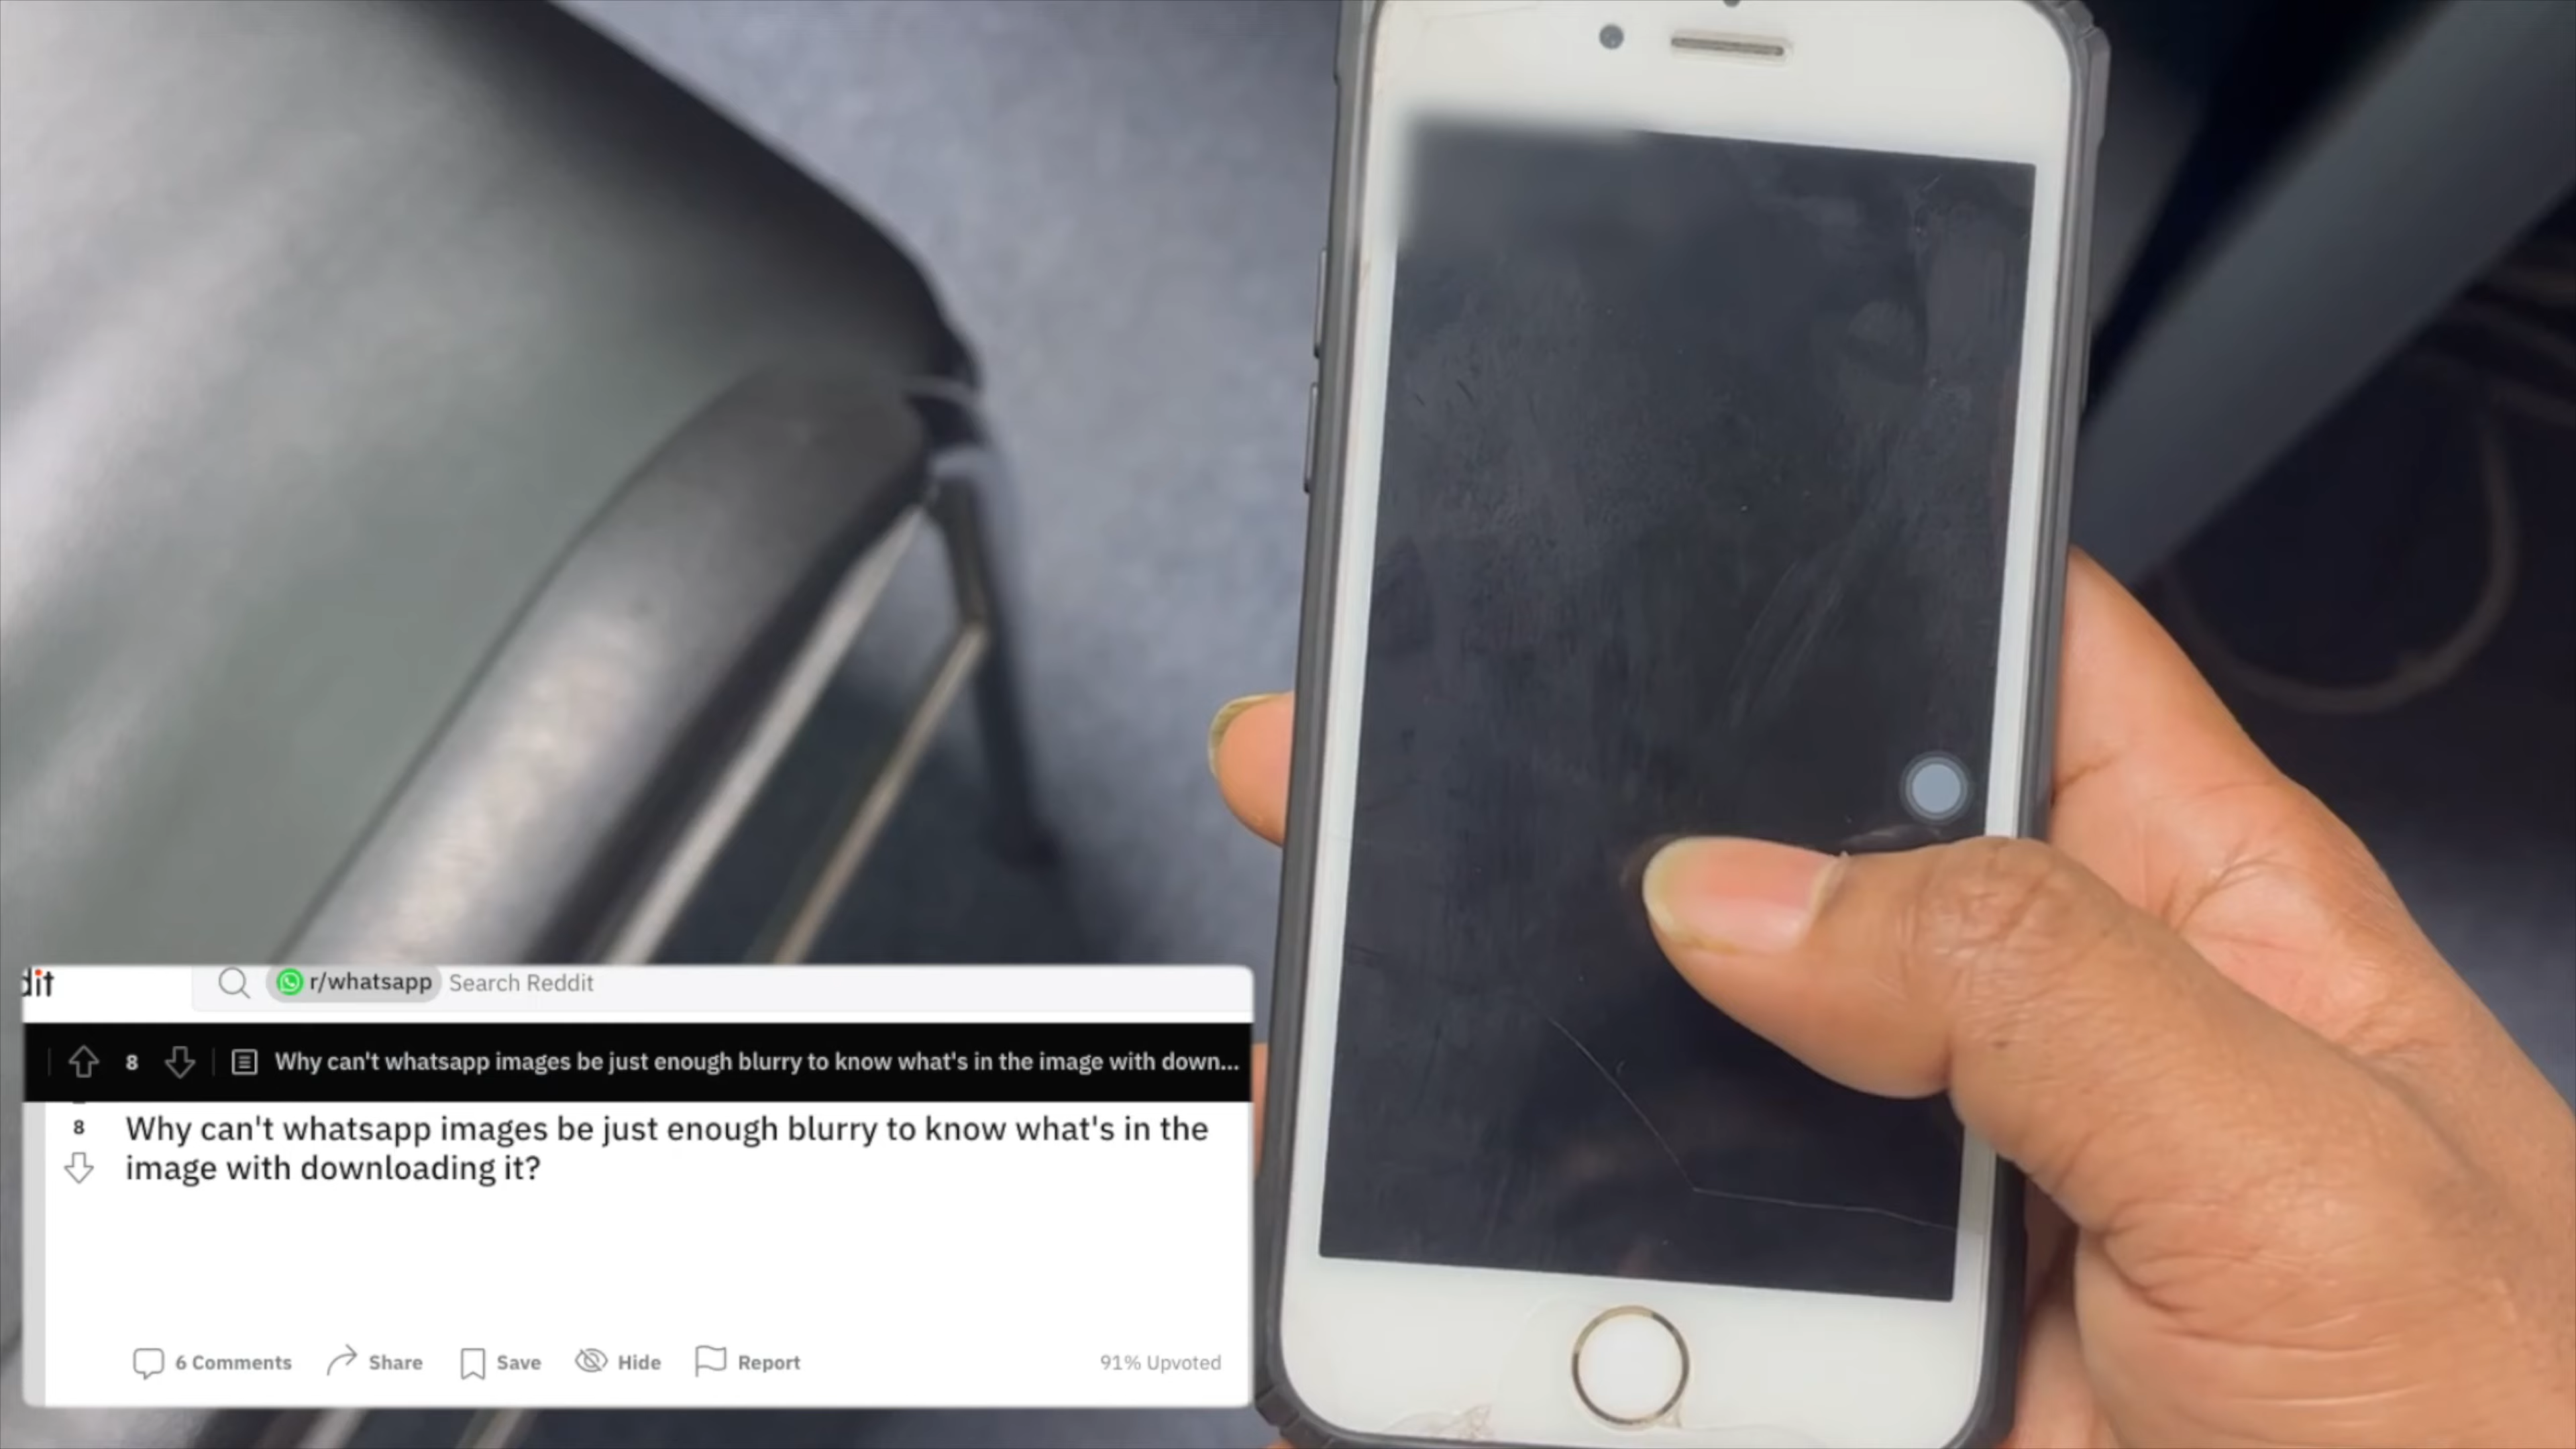 dit
r/whatsapp Search Reddit
8 Why can't whatsapp images be just enough blurry to know what's in the image with down...
8 Why can't whatsapp images be just enough blurry to know what's in the
image with downloading it?
6 Comments Share Save Hide Report 91% Upvoted